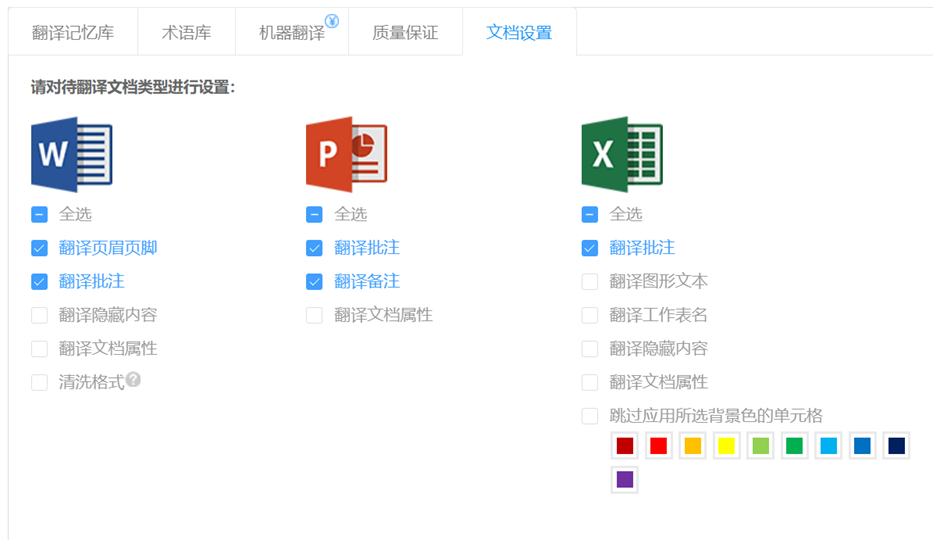 翻译记忆库 术语库 机器翻译 ¥ 质量保证 文档设置
请对待翻译文档类型进行设置：
W P X
全选 全选 全选
翻译页眉页脚 翻译批注 翻译批注
翻译批注 翻译备注 翻译图形文本
翻译隐藏内容 翻译文档属性 翻译工作表名
翻译文档属性 翻译隐藏内容
清洗格式 ? 翻译文档属性
跳过应用所选背景色的单元格